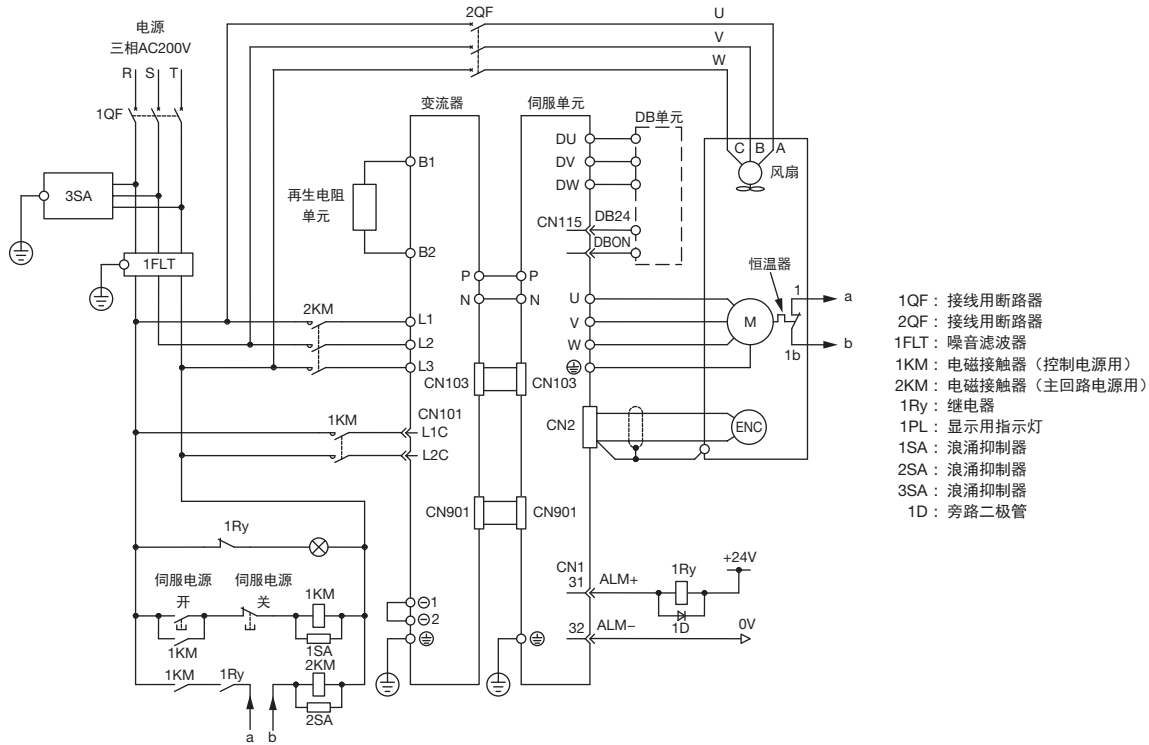 电源
三相AC200V
R S T
1QF
2QF
U
V
W
3SA
1FLT
变流器
伺服单元
DB单元
B1
再生电阻
单元
B2
DU
DV
DW
CN115
DB24
DBON
C B A
风扇
P P
N N
恒温器
1
a
1b
b
2KM
L1
L2
L3
U
V
W
M
CN103 CN103
CN101
1KM
L1C
L2C
CN2
ENC
CN901 CN901
1Ry
伺服电源
开
伺服电源
关
1KM
1KM
1SA
1KM
1Ry
2KM
2SA
a b
⊖1
⊖2
CN1
31
ALM+
1Ry
+24V
1D
32
ALM−
0V
1QF：接线用断路器
2QF：接线用断路器
1FLT：噪音滤波器
1KM：电磁接触器（控制电源用）
2KM：电磁接触器（主回路电源用）
1Ry：继电器
1PL：显示用指示灯
1SA：浪涌抑制器
2SA：浪涌抑制器
3SA：浪涌抑制器
1D：旁路二极管